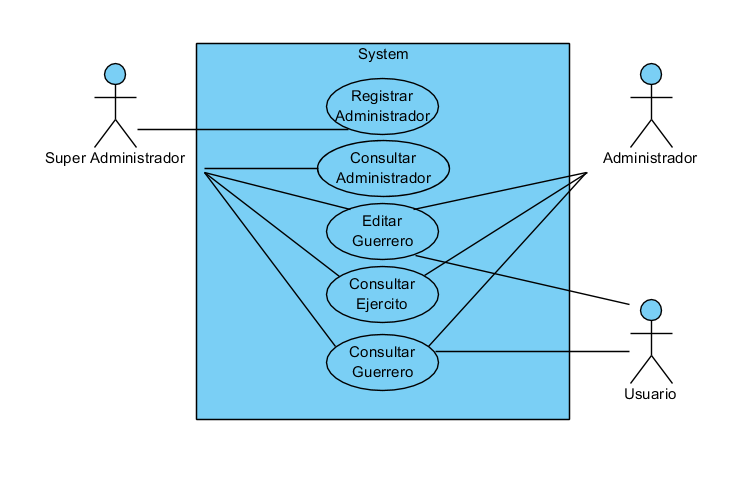 System
Super Administrador
Registrar
Administrador
Consultar
Administrador
Editar
Guerrero
Consultar
Ejercito
Consultar
Guerrero
Administrador
Usuario